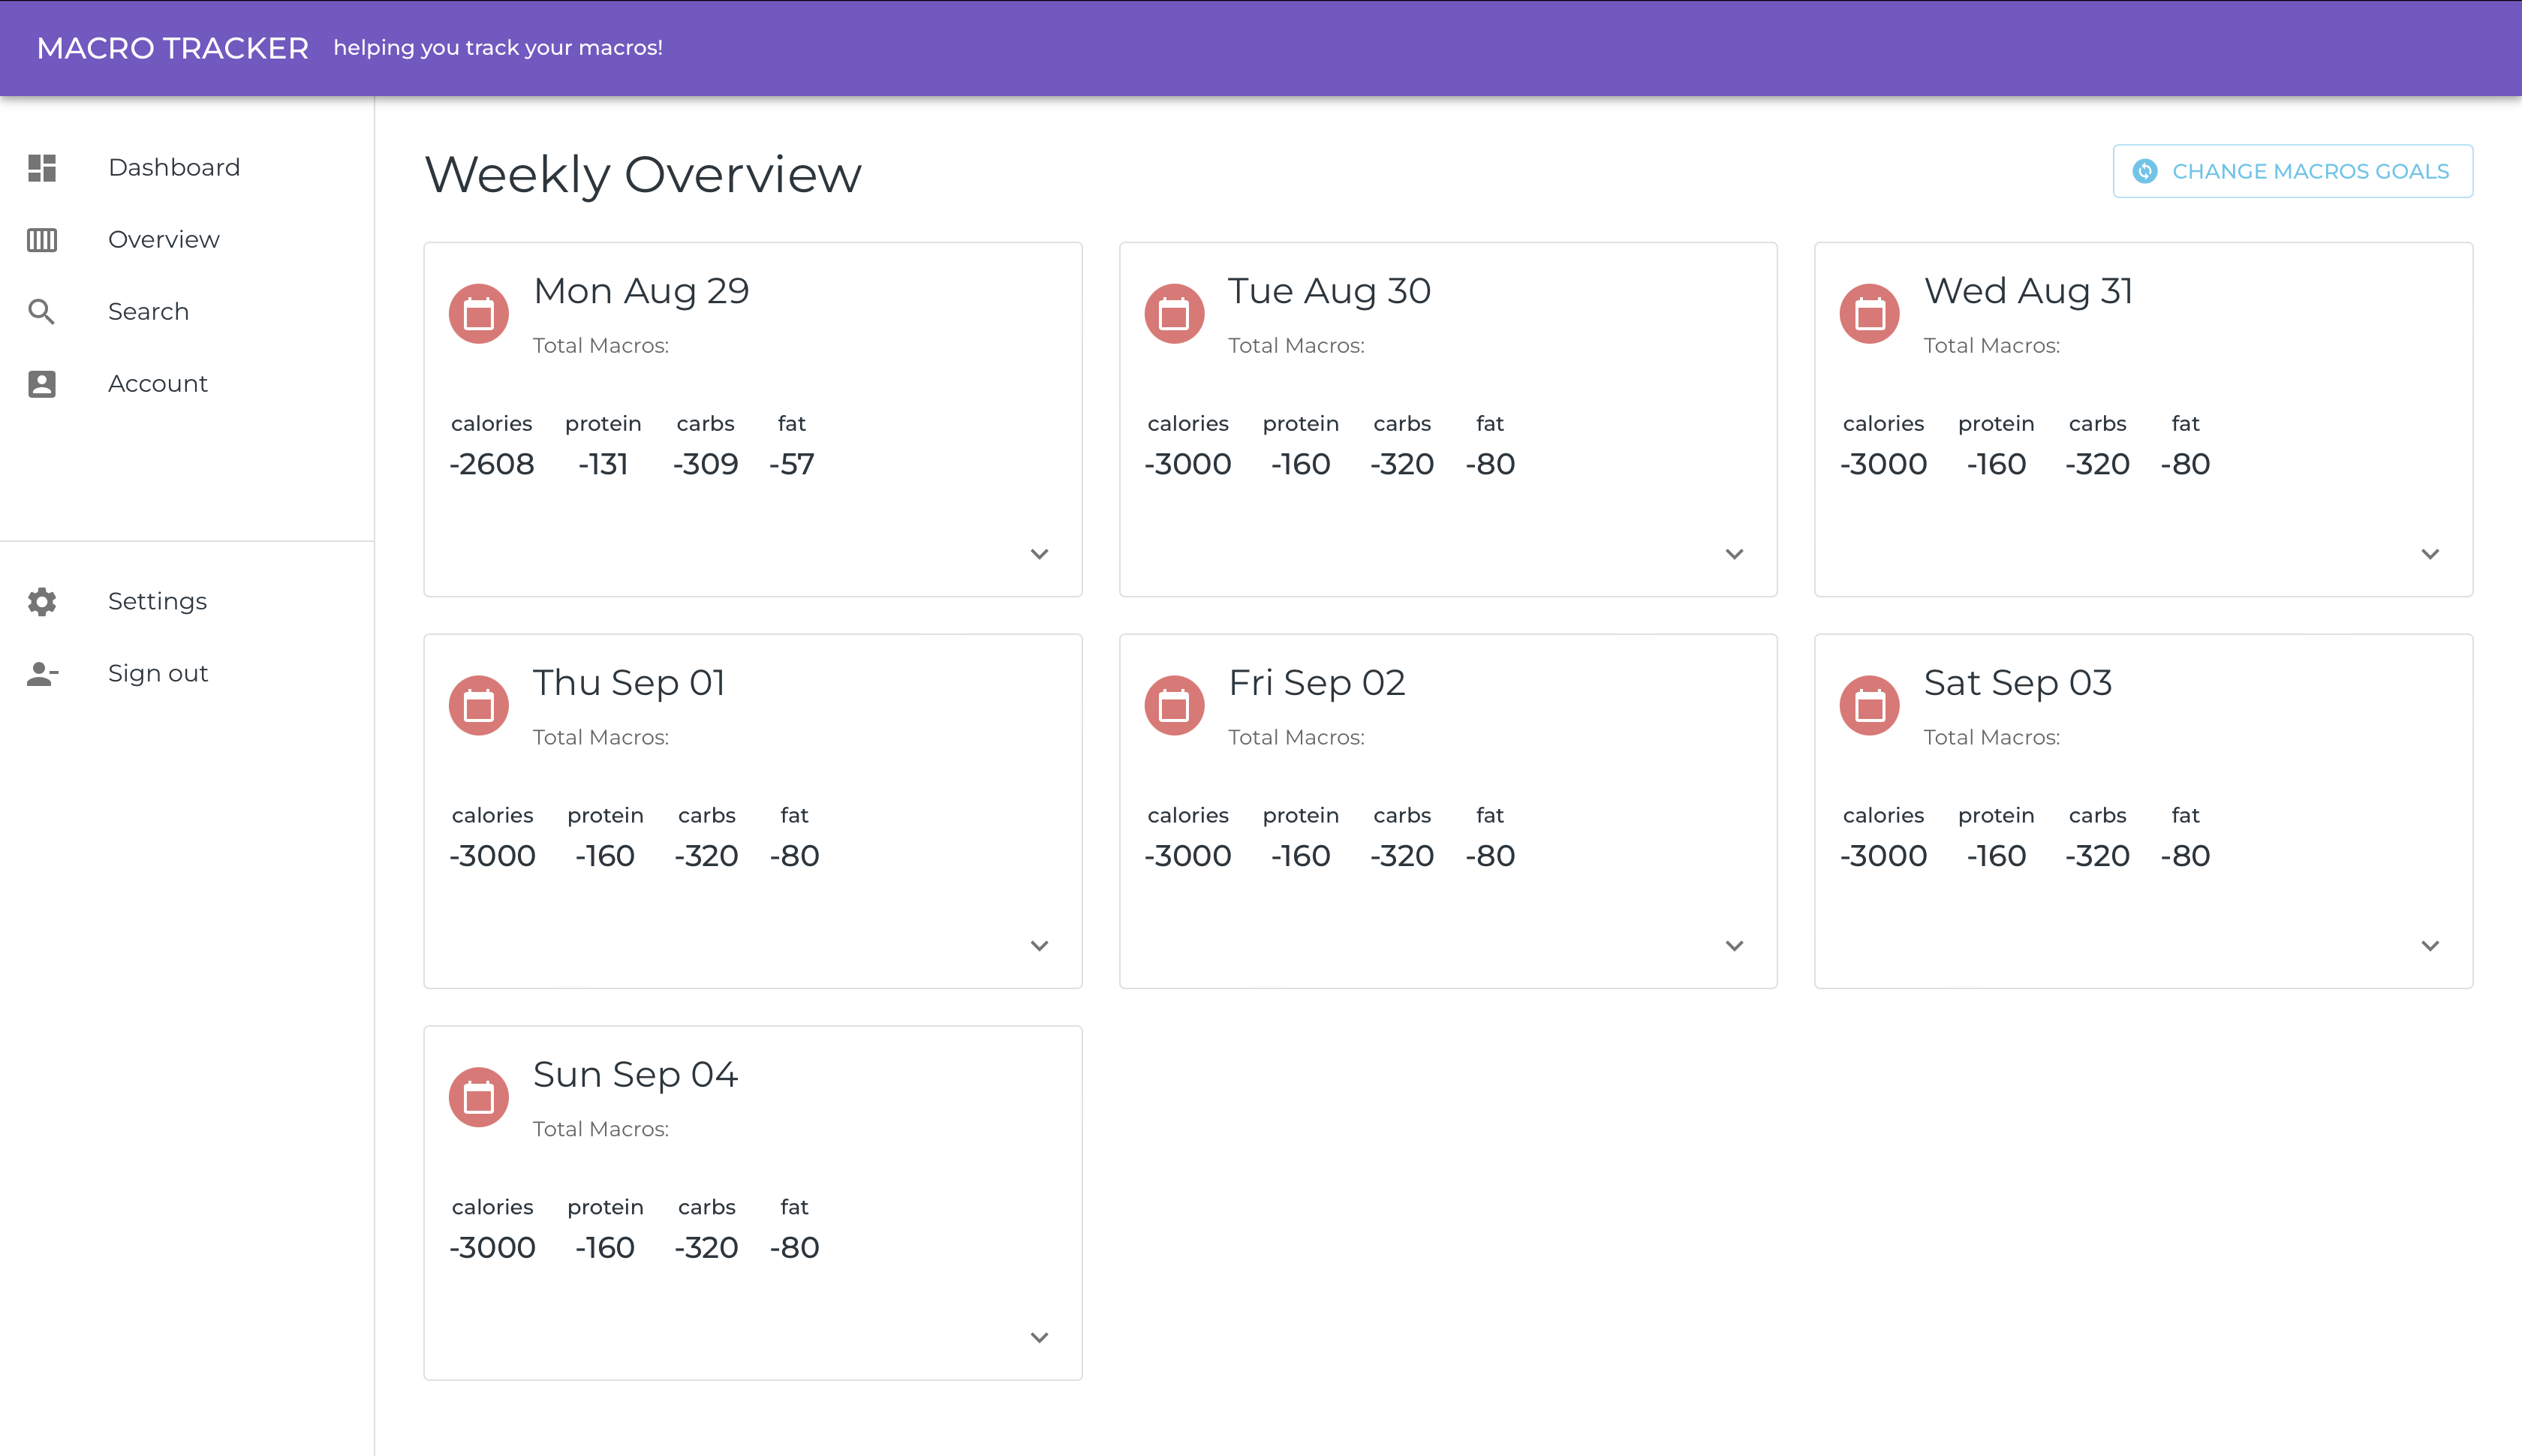 MACRO TRACKER helping you track your macros!
Dashboard
Overview
Search
Account
Settings
Sign out
Weekly Overview
CHANGE MACROS GOALS
Mon Aug 29
Total Macros:
calories protein carbs fat
-2608 -131 -309 -57
Tue Aug 30
Total Macros:
calories protein carbs fat
-3000 -160 -320 -80
Wed Aug 31
Total Macros:
calories protein carbs fat
-3000 -160 -320 -80
Thu Sep 01
Total Macros:
calories protein carbs fat
-3000 -160 -320 -80
Fri Sep 02
Total Macros:
calories protein carbs fat
-3000 -160 -320 -80
Sat Sep 03
Total Macros:
calories protein carbs fat
-3000 -160 -320 -80
Sun Sep 04
Total Macros:
calories protein carbs fat
-3000 -160 -320 -80